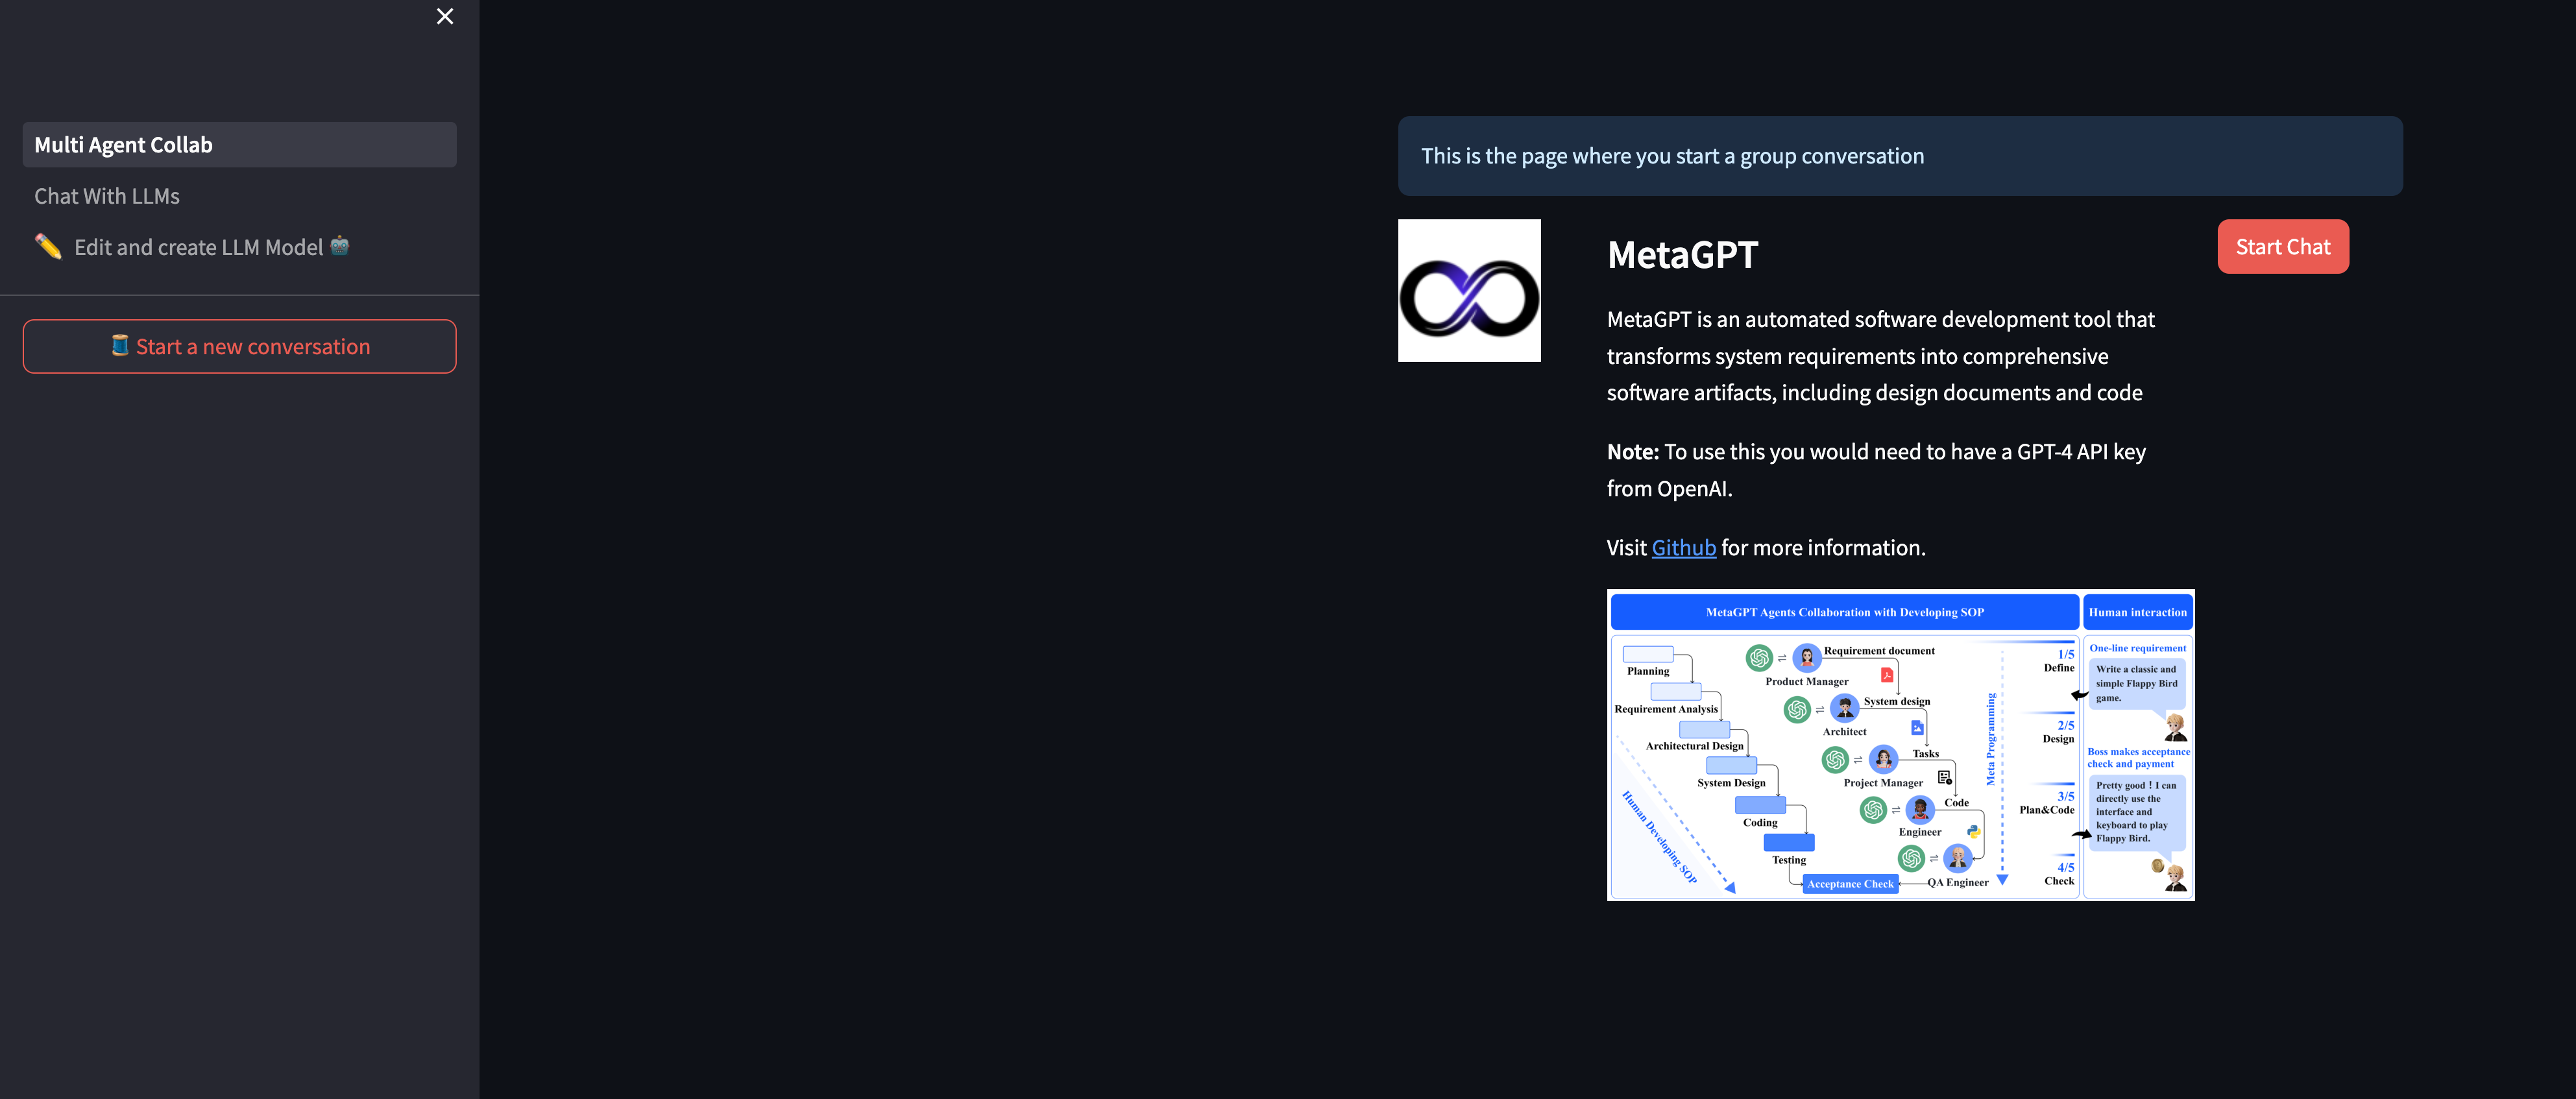 Multi Agent Collab
Chat With LLMs
Edit and create LLM Model
Start a new conversation
This is the page where you start a group conversation
MetaGPT
Start Chat
MetaGPT is an automated software development tool that
transforms system requirements into comprehensive
software artifacts, including design documents and code
Note: To use this you would need to have a GPT-4 API key
from OpenAI.
Visit Github for more information.
MetaGPT Agents Collaboration with Developing SOP
Human interaction
Planning
Requirement Analysis
Architectural Design
System Design
Coding
Testing
Acceptance Check
Human Developing SOP
Requirement document
Product Manager
System design
Architect
Tasks
Project Manager
Code
Engineer
QA Engineer
Meta Programming
1/5
Define
2/5
Design
3/5
Plan&Code
4/5
Check
One-line requirement
Write a classic and
simple Flappy Bird
game.
Boss makes acceptance
check and payment
Pretty good ! I can
directly use the
interface and
keyboard to play
Flappy Bird.